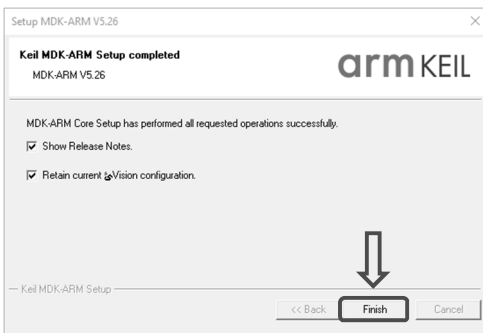 Setup MDK-ARM V5.26
Keil MDK-ARM Setup completed
MDK-ARM V5.26
arm KEIL
MDK-ARM Core Setup has performed all requested operations successfully.
Show Release Notes.
Retain current Vision configuration.
Keil MDK-ARM Setup
<< Back
Finish
Cancel